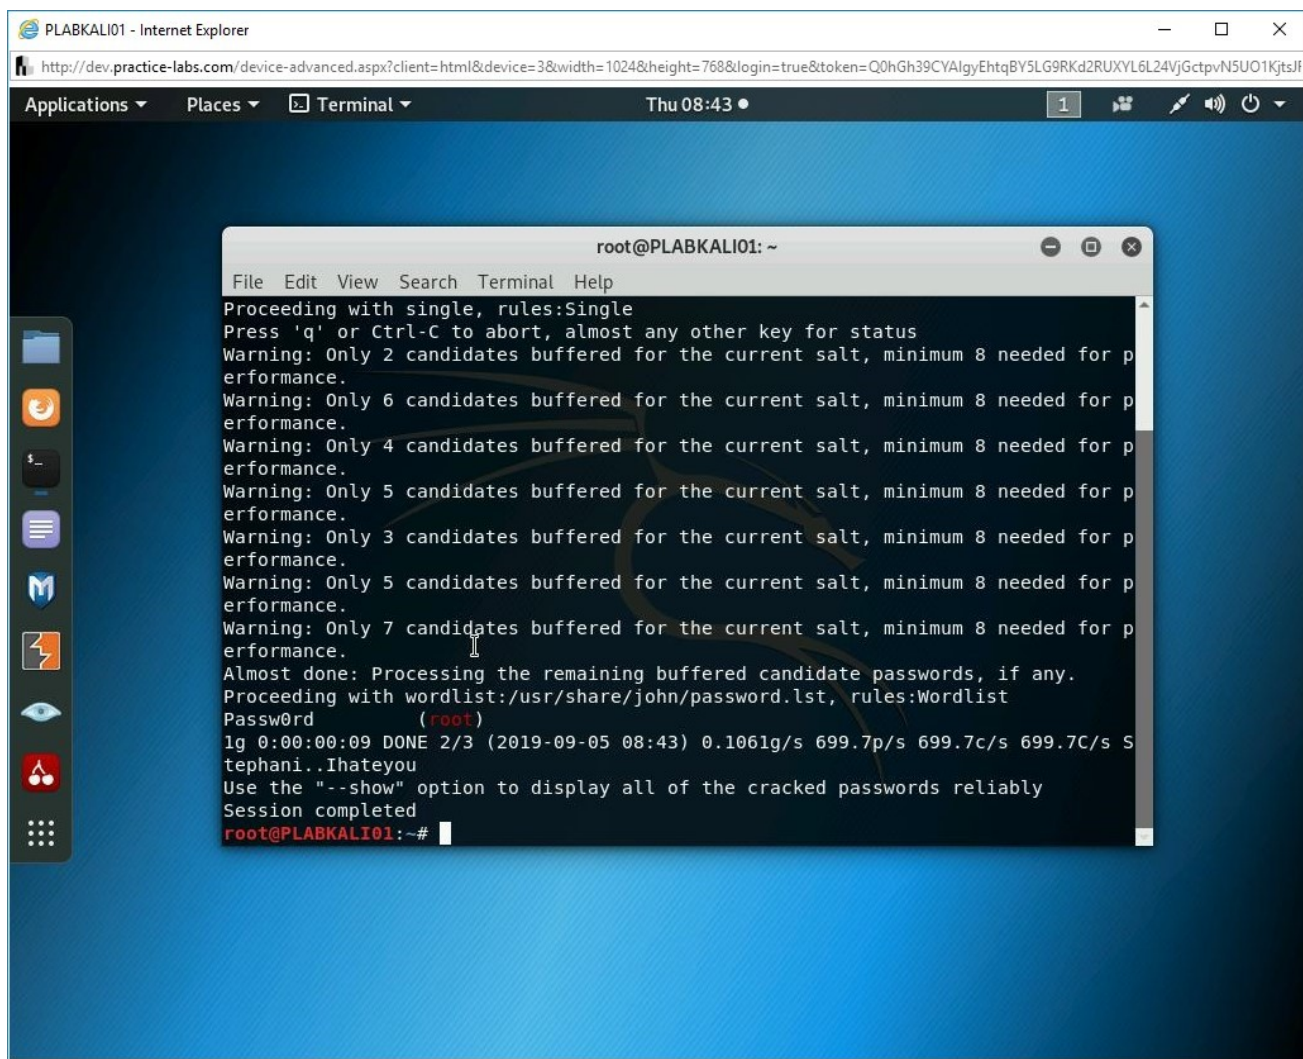 PLABKALI01 - Internet Explorer
http://dev.practice-labs.com/device-advanced.aspx?client=html&device=3&width=1024&height=768&login=true&token=Q0hGh39CYAIgyEhtqBY5LG9RKd2RUXYL6L24VjGctpvN5UO1KjtsJF
Applications Places Terminal Thu 08:43 1
root@PLABKALI01: ~
File Edit View Search Terminal Help
Proceeding with single, rules:Single
Press 'q' or Ctrl-C to abort, almost any other key for status
Warning: Only 2 candidates buffered for the current salt, minimum 8 needed for p
erformance.
Warning: Only 6 candidates buffered for the current salt, minimum 8 needed for p
erformance.
Warning: Only 4 candidates buffered for the current salt, minimum 8 needed for p
erformance.
Warning: Only 5 candidates buffered for the current salt, minimum 8 needed for p
erformance.
Warning: Only 3 candidates buffered for the current salt, minimum 8 needed for p
erformance.
Warning: Only 5 candidates buffered for the current salt, minimum 8 needed for p
erformance.
Warning: Only 7 candidates buffered for the current salt, minimum 8 needed for p
erformance.
Almost done: Processing the remaining buffered candidate passwords, if any.
Proceeding with wordlist:/usr/share/john/password.lst, rules:Wordlist
Passw0rd (root)
1g 0:00:00:09 DONE 2/3 (2019-09-05 08:43) 0.1061g/s 699.7p/s 699.7c/s 699.7C/s S
tephani..Ihateyou
Use the "--show" option to display all of the cracked passwords reliably
Session completed
root@PLABKALI01:~#